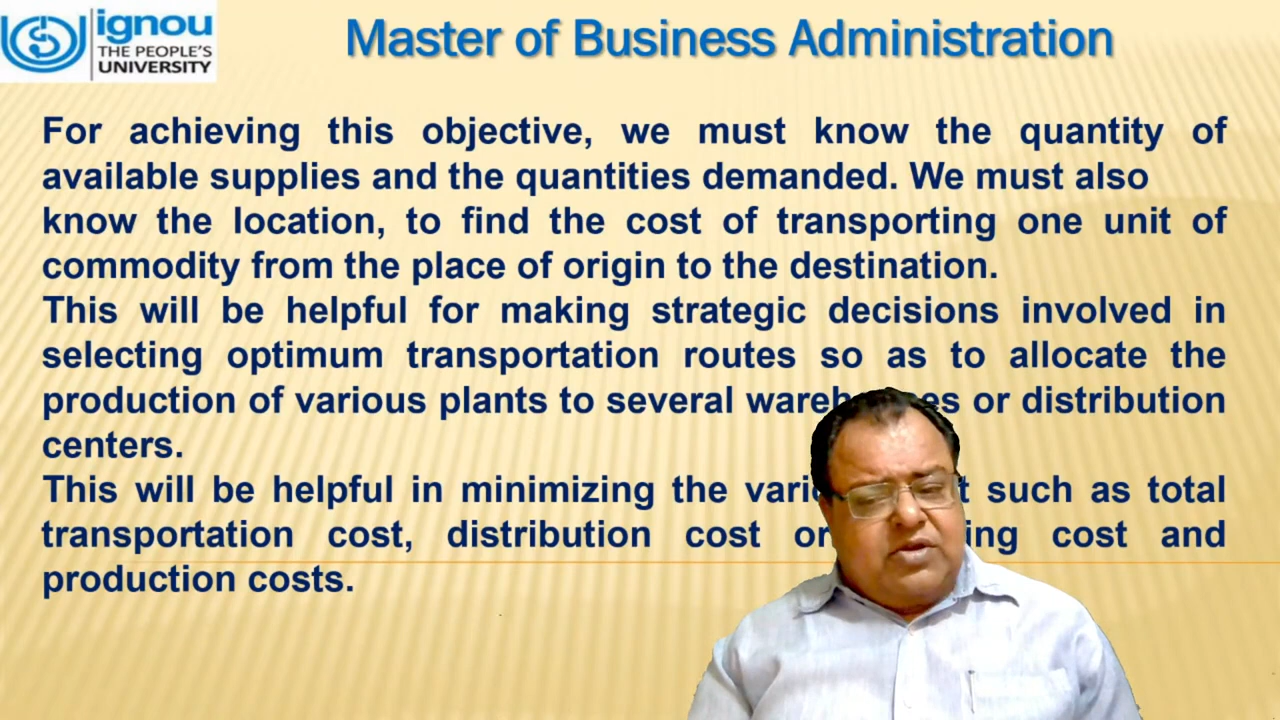 ignou
THE PEOPLE'S
UNIVERSITY
Master of Business Administration
For achieving this objective, we must know the quantity of
available supplies and the quantities demanded. We must also
know the location, to find the cost of transporting one unit of
commodity from the place of origin to the destination.
This will be helpful for making strategic decisions involved in
selecting optimum transportation routes so as to allocate the
production of various plants to several or distribution
centers.
This will be helpful in minimizing the such as total
transportation cost, distribution cost or cost and
production costs.